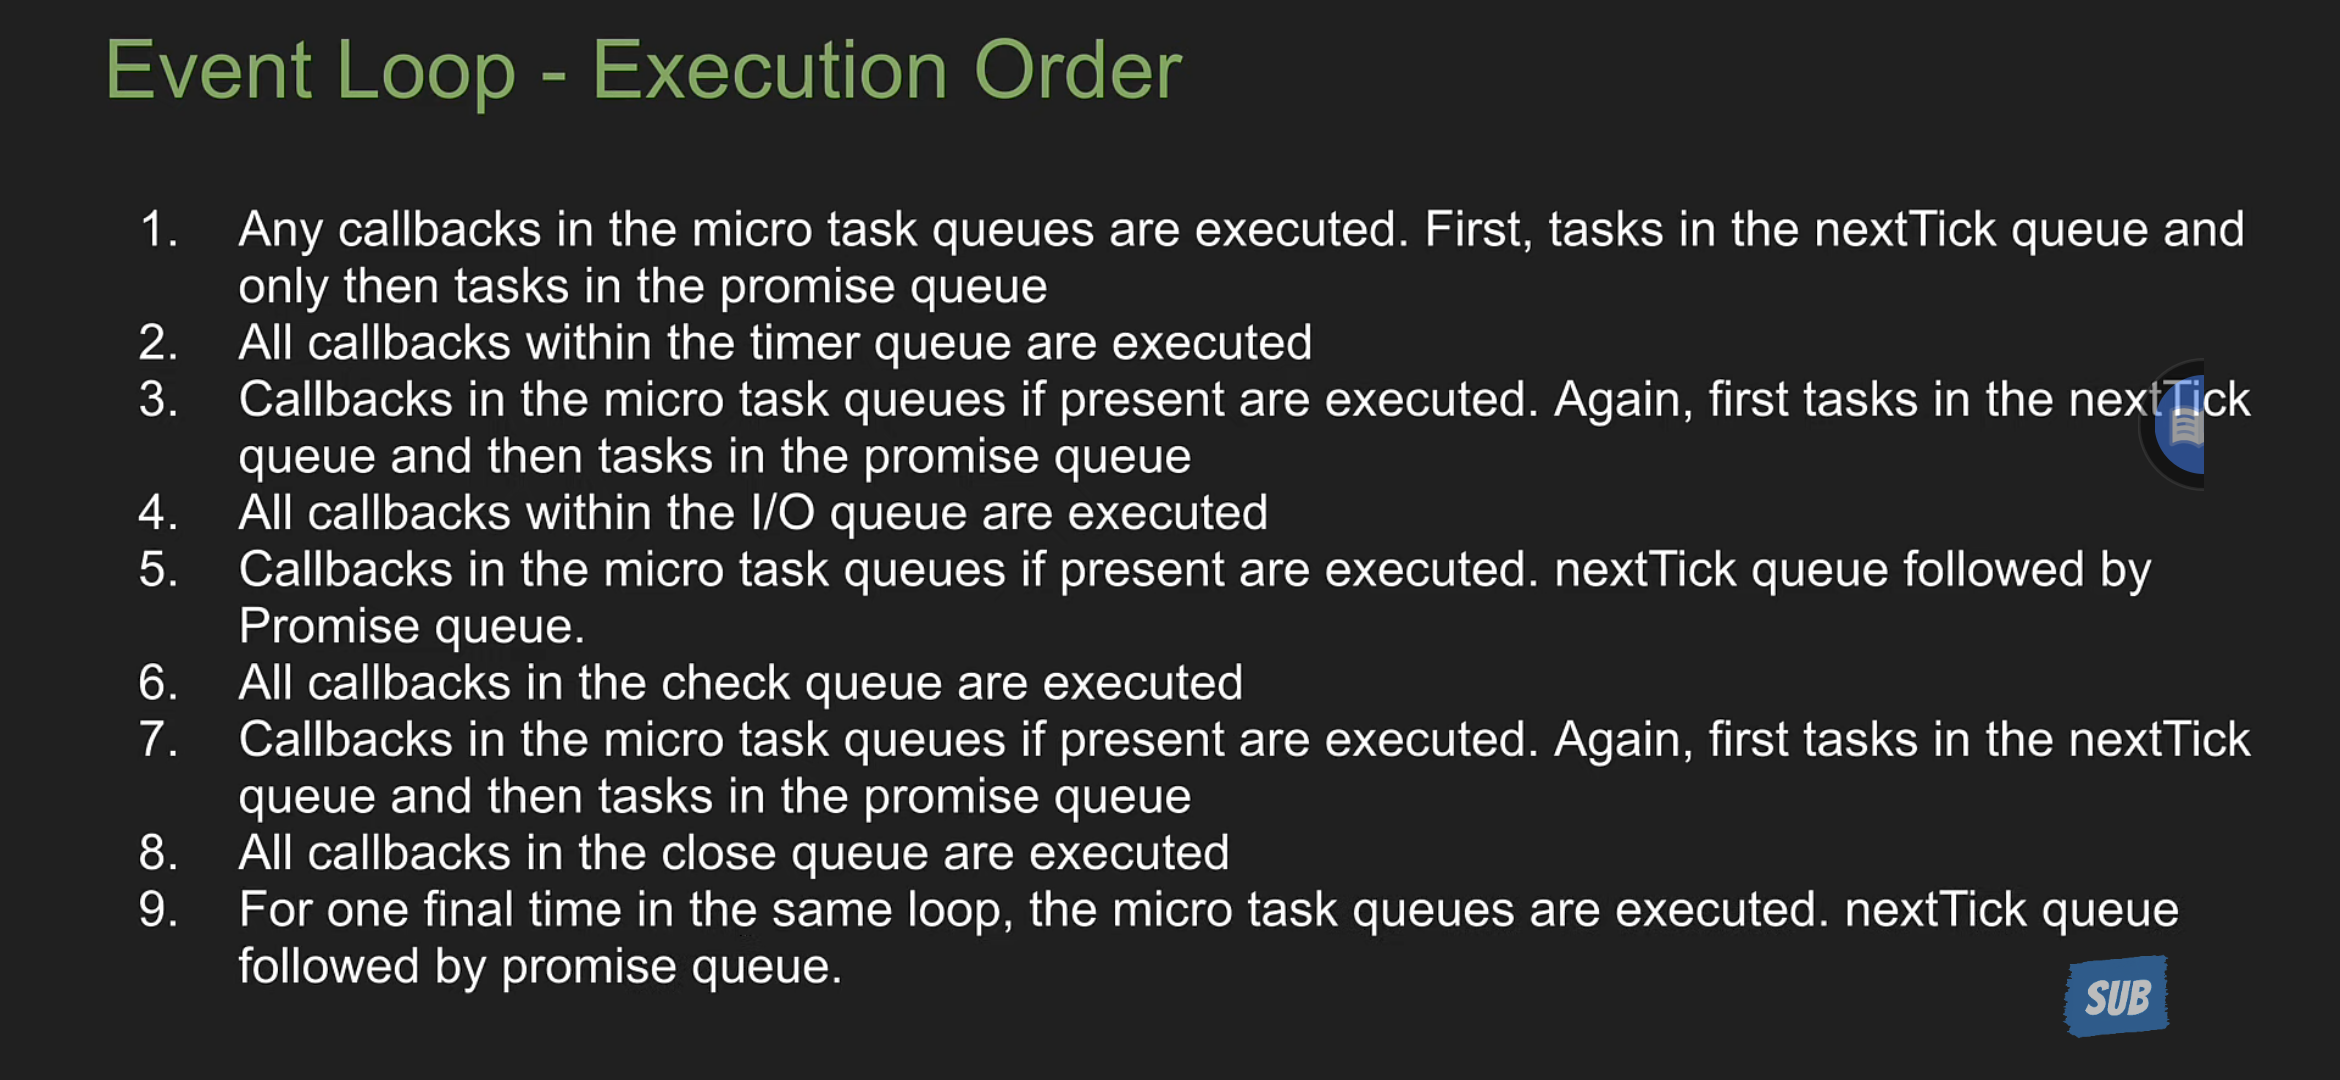 Event Loop - Execution Order
1. Any callbacks in the micro task queues are executed. First, tasks in the nextTick queue and
only then tasks in the promise queue
2. All callbacks within the timer queue are executed
3. Callbacks in the micro task queues if present are executed. Again, first tasks in the nextTick
queue and then tasks in the promise queue
4. All callbacks within the I/O queue are executed
5. Callbacks in the micro task queues if present are executed. nextTick queue followed by
Promise queue.
6. All callbacks in the check queue are executed
7. Callbacks in the micro task queues if present are executed. Again, first tasks in the nextTick
queue and then tasks in the promise queue
8. All callbacks in the close queue are executed
9. For one final time in the same loop, the micro task queues are executed. nextTick queue
followed by promise queue.
SUB